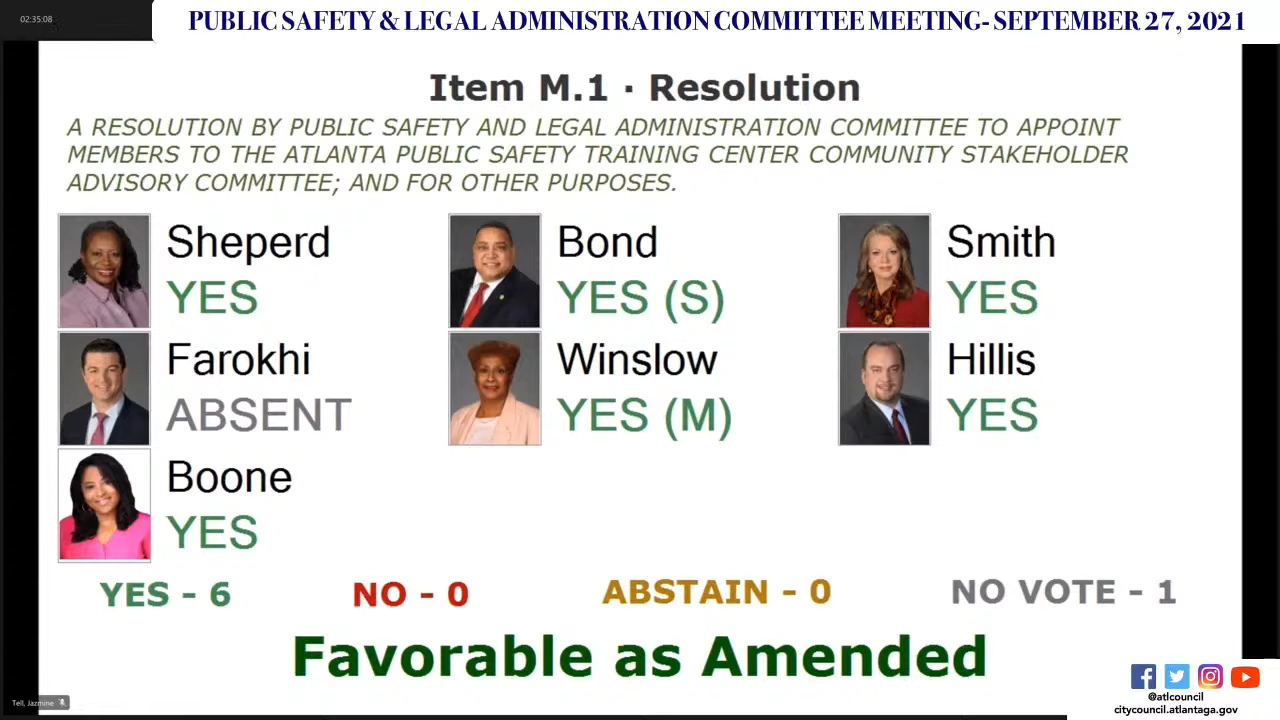 02:35:08
PUBLIC SAFETY & LEGAL ADMINISTRATION COMMITTEE MEETING- SEPTEMBER 27, 2021
Item M.1 · Resolution
A RESOLUTION BY PUBLIC SAFETY AND LEGAL ADMINISTRATION COMMITTEE TO APPOINT
MEMBERS TO THE ATLANTA PUBLIC SAFETY TRAINING CENTER COMMUNITY STAKEHOLDER
ADVISORY COMMITTEE; AND FOR OTHER PURPOSES.
Sheperd
YES
Bond
YES (S)
Smith
YES
Farokhi
ABSENT
Winslow
YES (M)
Hillis
YES
Boone
YES
YES - 6
NO - 0
ABSTAIN - 0
NO VOTE - 1
Favorable as Amended
@atlcouncil
citycouncil.atlantaga.gov
Tell, Jazmine